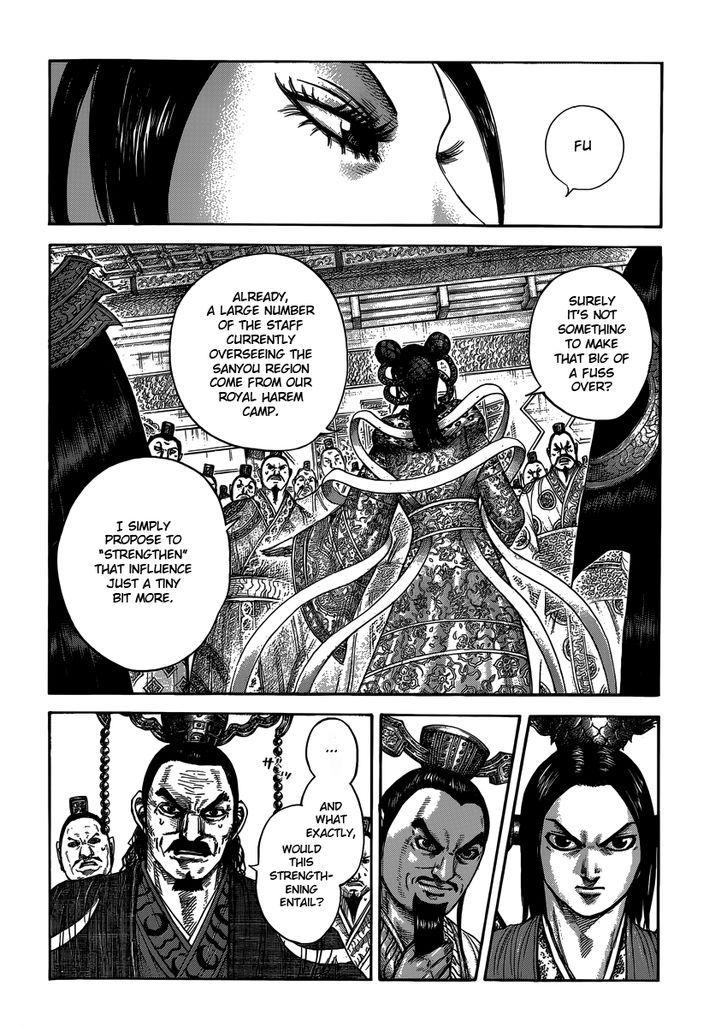 FU
SURELY
IT'S NOT
SOMETHING
TO MAKE
THAT BIG OF
A FUSS
OVER?
ALREADY,
A LARGE NUMBER
OF THE STAFF
CURRENTLY
OVERSEEING THE
SANYOU REGION
COME FROM OUR
ROYAL HAREM
CAMP.
I SIMPLY
PROPOSE TO
"STRENGTHEN"
THAT INFLUENCE
JUST A TINY
BIT MORE.
...
AND
WHAT
EXACTLY,
WOULD
THIS
STRENGTH-
ENING
ENTAIL?